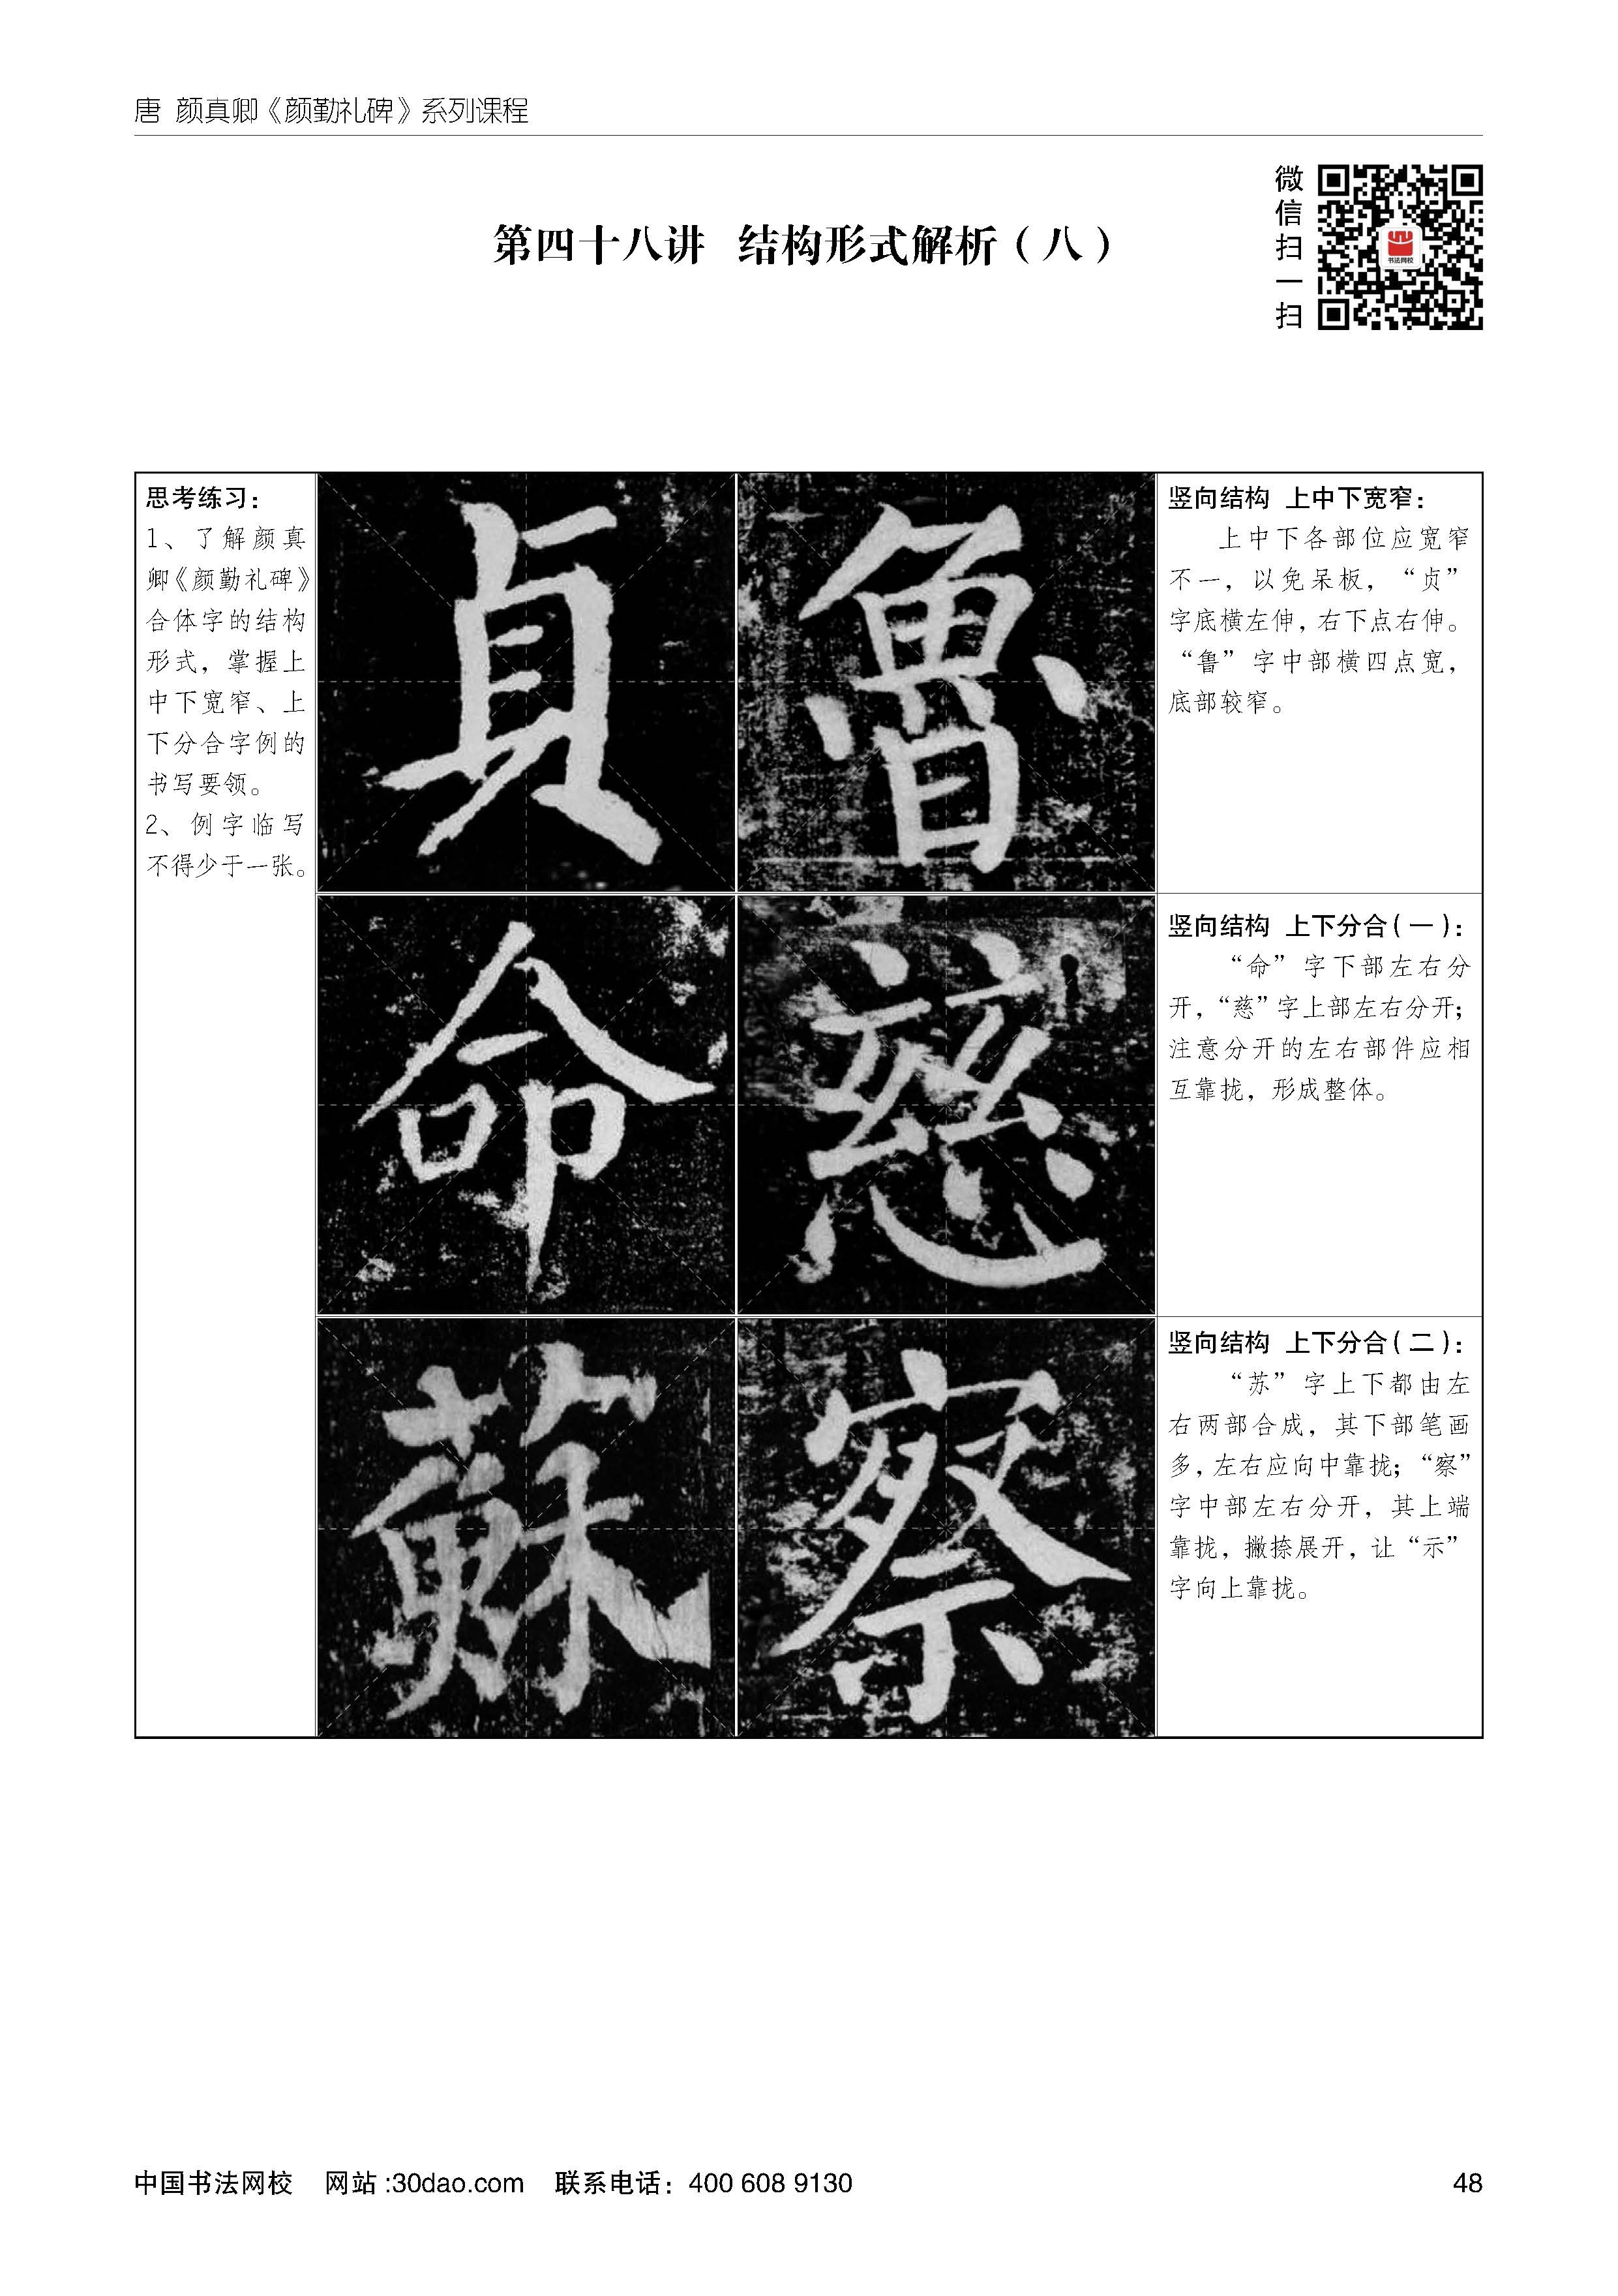 唐 颜真卿《颜勤礼碑》系列课程
微信扫一扫
书法网校
第四十八讲 结构形式解析（八）
思考练习：
1、了解颜真
卿《颜勤礼碑》
合体字的结构
形式，掌握上
中下宽窄、上
下分合字例的
书写要领。
2、例字临写
不得少于一张。
貞 魯
竖向结构 上中下宽窄：
上中下各部位应宽窄
不一，以免呆板，“贞”
字底横左伸，右下点右伸。
“鲁”字中部横四点宽，
底部较窄。
命 慈
竖向结构 上下分合（一）：
“命”字下部左右分
开，“慈”字上部左右分开；
注意分开的左右部件应相
互靠拢，形成整体。
蘇 察
竖向结构 上下分合（二）：
“苏”字上下都由左
右两部合成，其下部笔画
多，左右应向中靠拢；“察”
字中部左右分开，其上端
靠拢，撇捺展开，让“示”
字向上靠拢。
中国书法网校 网站:30dao.com 联系电话：400 608 9130 48